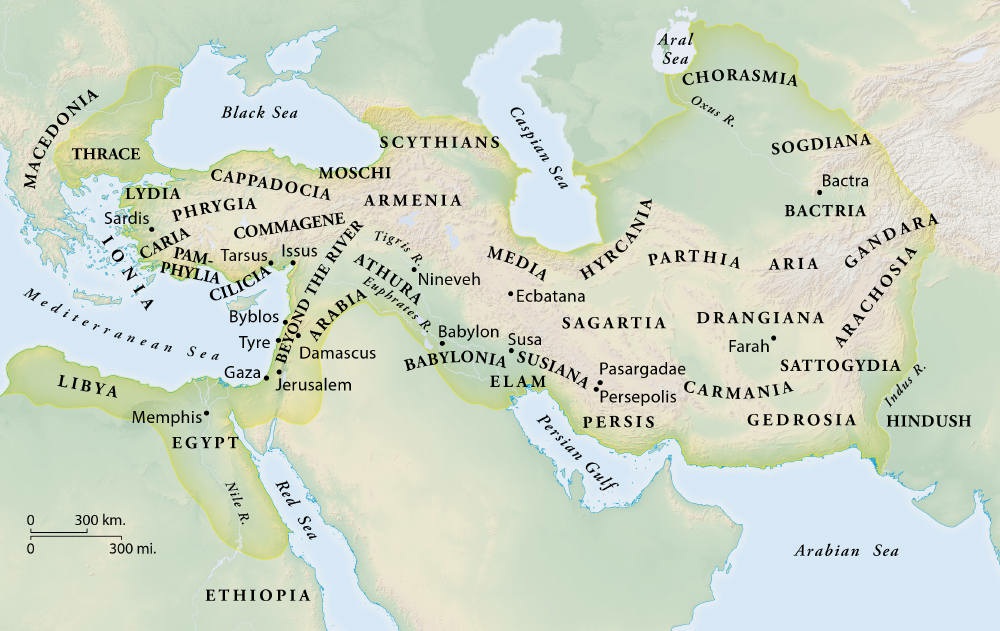 Aral
Sea
CHORASMIA
Oxus R.
Black Sea
Caspian Sea
MACEDONIA
THRACE
SCYTHIANS
SOGDIANA
MOSCHI
CAPPADOCIA
LYDIA
PHRYGIA
ARMENIA
Bactra
BACTRIA
Sardis
COMMAGENE
CARIA
IONIA
PAM-
PHYLIA
Tarsus
Issus
CILICIA
BEYOND THE RIVER
Tigris R.
ATHURA
Nineveh
Euphrates R.
MEDIA
HYRCANIA
PARTHIA
ARIA
GANDARA
Ecbatana
ARABIA
Mediterranean Sea
Byblos
Tyre
Damascus
Babylon
Susa
SAGARTIA
DRANGIANA
ARACHOSIA
Farah
BABYLONIA
SUSIANA
SATTOGYDIA
Gaza
Jerusalem
ELAM
Pasargadae
Persepolis
CARMANIA
Indus R.
LIBYA
Memphis
EGYPT
PERSIS
GEDROSIA
HINDUSH
Persian Gulf
Nile R.
Red Sea
0 300 km.
0 300 mi.
Arabian Sea
ETHIOPIA